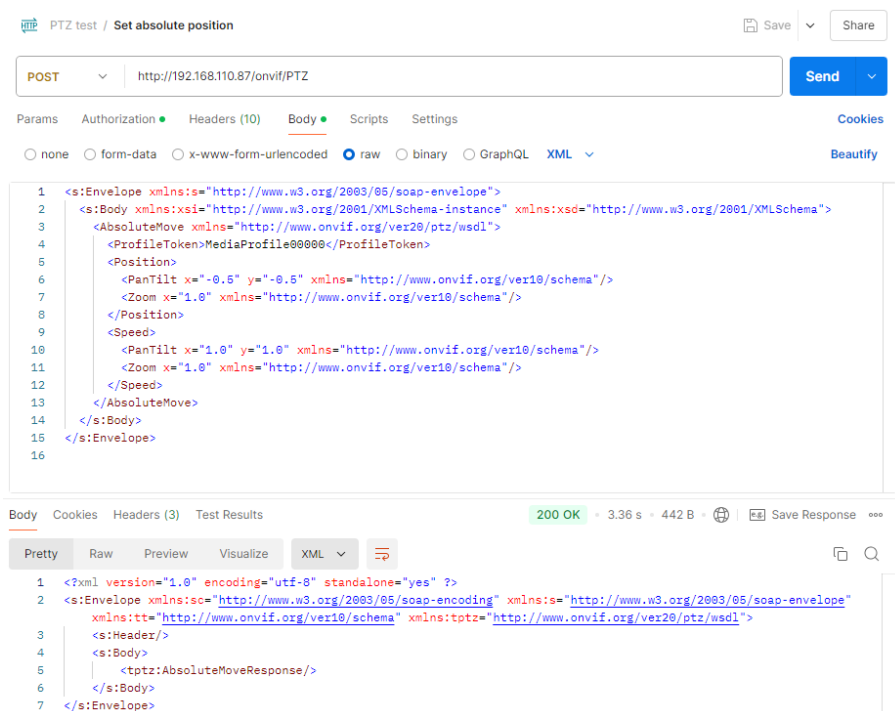 HTTP PTZ test / Set absolute position Save Share
POST http://192.168.110.87/onvif/PTZ Send
Params Authorization Headers (10) Body Scripts Settings Cookies
none form-data x-www-form-urlencoded raw binary GraphQL XML Beautify
1 <s:Envelope xmlns:s="http://www.w3.org/2003/05/soap-envelope">
2 <s:Body xmlns:xsi="http://www.w3.org/2001/XMLSchema-instance" xmlns:xsd="http://www.w3.org/2001/XMLSchema">
3 <AbsoluteMove xmlns="http://www.onvif.org/ver20/ptz/wsdl">
4 <ProfileToken>MediaProfile00000</ProfileToken>
5 <Position>
6 <PanTilt x="-0.5" y="-0.5" xmlns="http://www.onvif.org/ver10/schema"/>
7 <Zoom x="1.0" xmlns="http://www.onvif.org/ver10/schema"/>
8 </Position>
9 <Speed>
10 <PanTilt x="1.0" y="1.0" xmlns="http://www.onvif.org/ver10/schema"/>
11 <Zoom x="1.0" xmlns="http://www.onvif.org/ver10/schema"/>
12 </Speed>
13 </AbsoluteMove>
14 </s:Body>
15 </s:Envelope>
16
Body Cookies Headers (3) Test Results 200 OK 3.36 s 442 B e.g. Save Response
Pretty Raw Preview Visualize XML
1 <?xml version="1.0" encoding="utf-8" standalone="yes" ?>
2 <s:Envelope xmlns:sc="http://www.w3.org/2003/05/soap-encoding" xmlns:s="http://www.w3.org/2003/05/soap-envelope"
xmlns:tt="http://www.onvif.org/ver10/schema" xmlns:tptz="http://www.onvif.org/ver20/ptz/wsdl">
3 <s:Header/>
4 <s:Body>
5 <tptz:AbsoluteMoveResponse/>
6 </s:Body>
7 </s:Envelope>